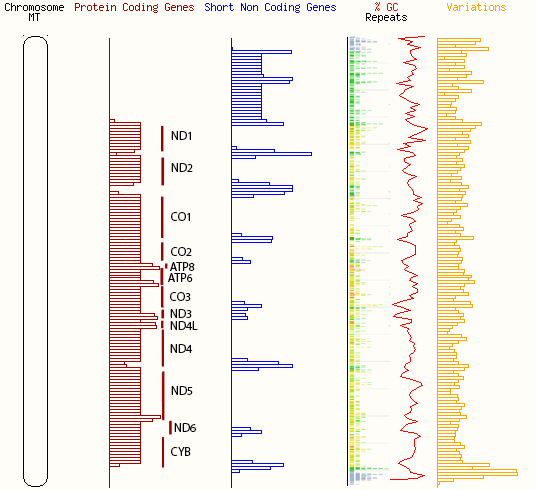 Chromosome
MT
Protein Coding Genes
Short Non Coding Genes
% GC
Repeats
Variations
ND1
ND2
CO1
CO2
ATP8
ATP6
CO3
ND3
ND4L
ND4
ND5
ND6
CYB